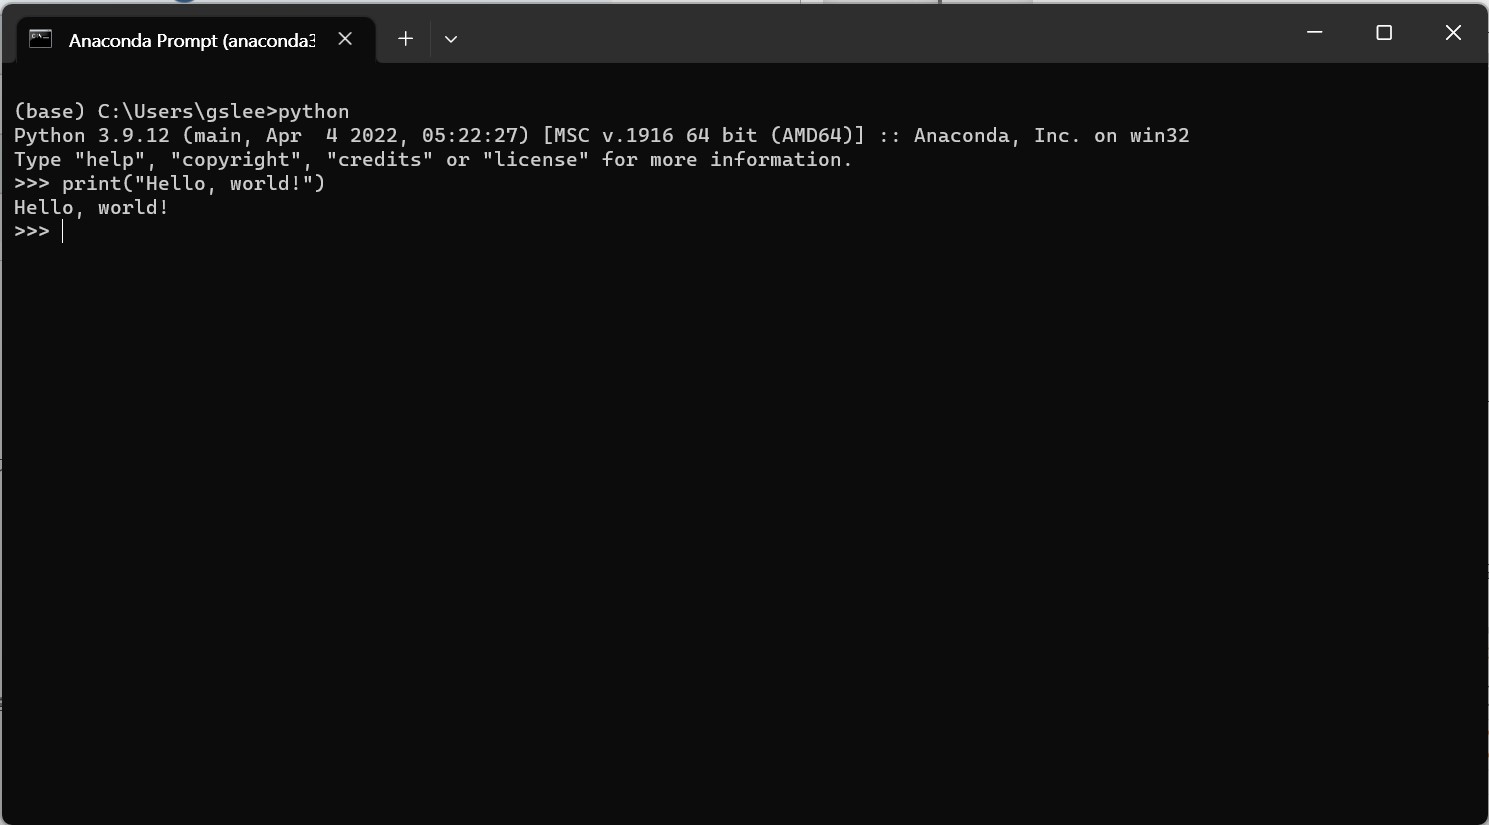 Anaconda Prompt (anaconda3
(base) C:\Users\gslee>python
Python 3.9.12 (main, Apr  4 2022, 05:22:27) [MSC v.1916 64 bit (AMD64)] :: Anaconda, Inc. on win32
Type "help", "copyright", "credits" or "license" for more information.
>>> print("Hello, world!")
Hello, world!
>>>